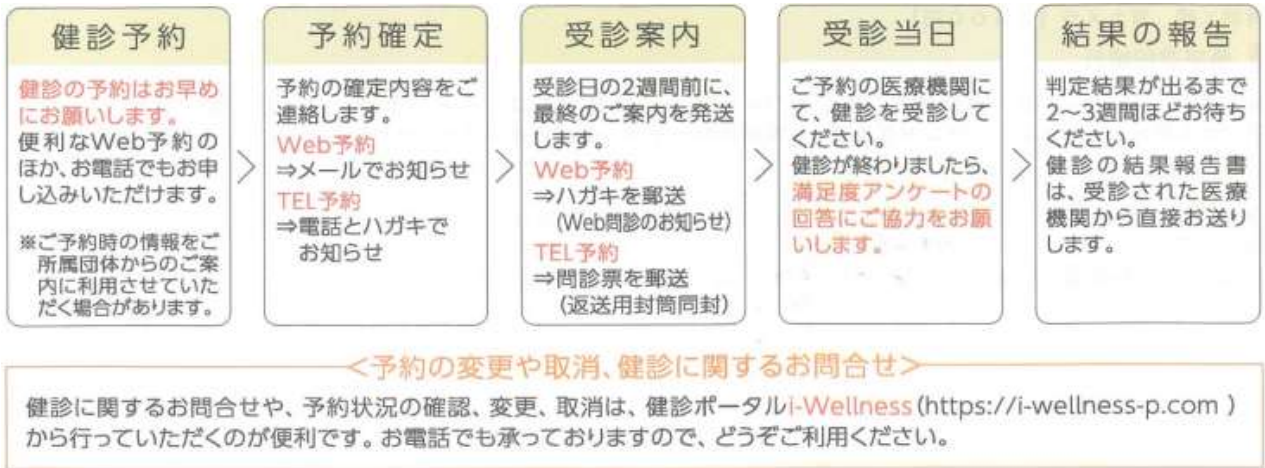 健診予約
健診の予約はお早め
にお願いします。
便利なWeb予約の
ほか、お電話でもお申
し込みいただけます。
※ご予約時の情報をご
所属団体からのご案
内に利用させていた
だく場合があります。
予約確定
予約の確定内容をご
連絡します。
Web予約
⇒メールでお知らせ
TEL予約
⇒電話とハガキで
お知らせ
受診案内
受診日の2週間前に、
最終のご案内を発送
します。
Web予約
⇒ハガキを郵送
(Web問診のお知らせ)
TEL予約
⇒問診票を郵送
(返送用封筒同封)
受診当日
ご予約の医療機関に
て、健診を受診して
ください。
健診が終わりましたら、
満足度アンケートの
回答にご協力をお願
いします。
結果の報告
判定結果が出るまで
2～3週間ほどお待ち
ください。
健診の結果報告書
は、受診された医療
機関から直接お送り
します。
<予約の変更や取消、健診に関するお問合せ>
健診に関するお問合せや、予約状況の確認、変更、取消は、健診ポータルi-Wellness(https://i-wellness-p.com )
から行っていただくのが便利です。お電話でも承っておりますので、どうぞご利用ください。